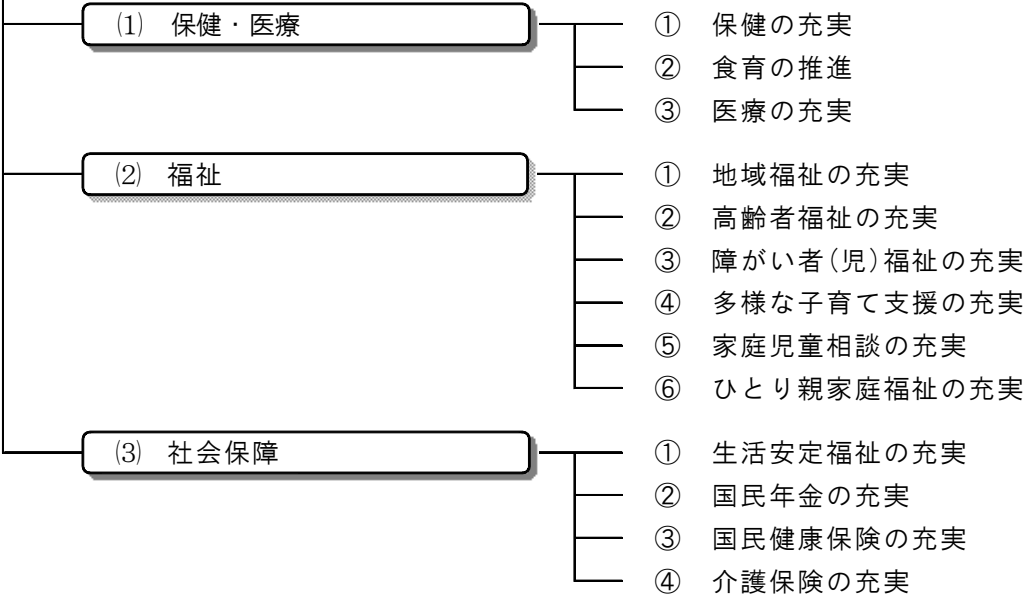 ⑴ 保健・医療
① 保健の充実
② 食育の推進
③ 医療の充実
⑵ 福祉
① 地域福祉の充実
② 高齢者福祉の充実
③ 障がい者(児)福祉の充実
④ 多様な子育て支援の充実
⑤ 家庭児童相談の充実
⑥ ひとり親家庭福祉の充実
⑶ 社会保障
① 生活安定福祉の充実
② 国民年金の充実
③ 国民健康保険の充実
④ 介護保険の充実